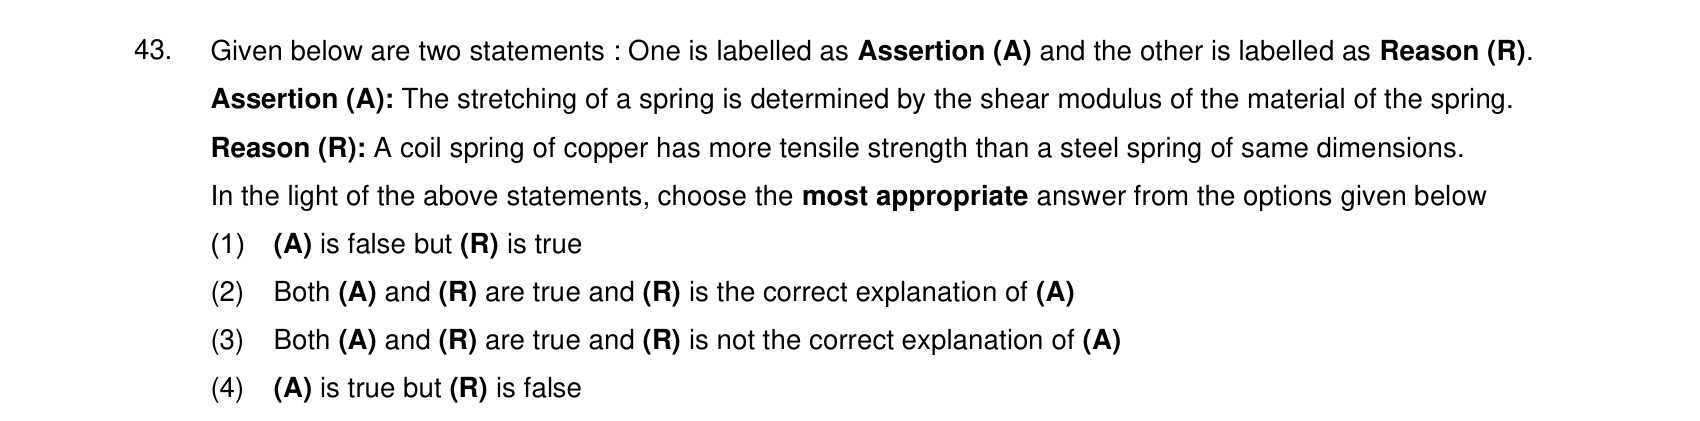 43. Given below are two statements : One is labelled as Assertion (A) and the other is labelled as Reason (R).
Assertion (A): The stretching of a spring is determined by the shear modulus of the material of the spring.
Reason (R): A coil spring of copper has more tensile strength than a steel spring of same dimensions.
In the light of the above statements, choose the most appropriate answer from the options given below
(1) (A) is false but (R) is true
(2) Both (A) and (R) are true and (R) is the correct explanation of (A)
(3) Both (A) and (R) are true and (R) is not the correct explanation of (A)
(4) (A) is true but (R) is false